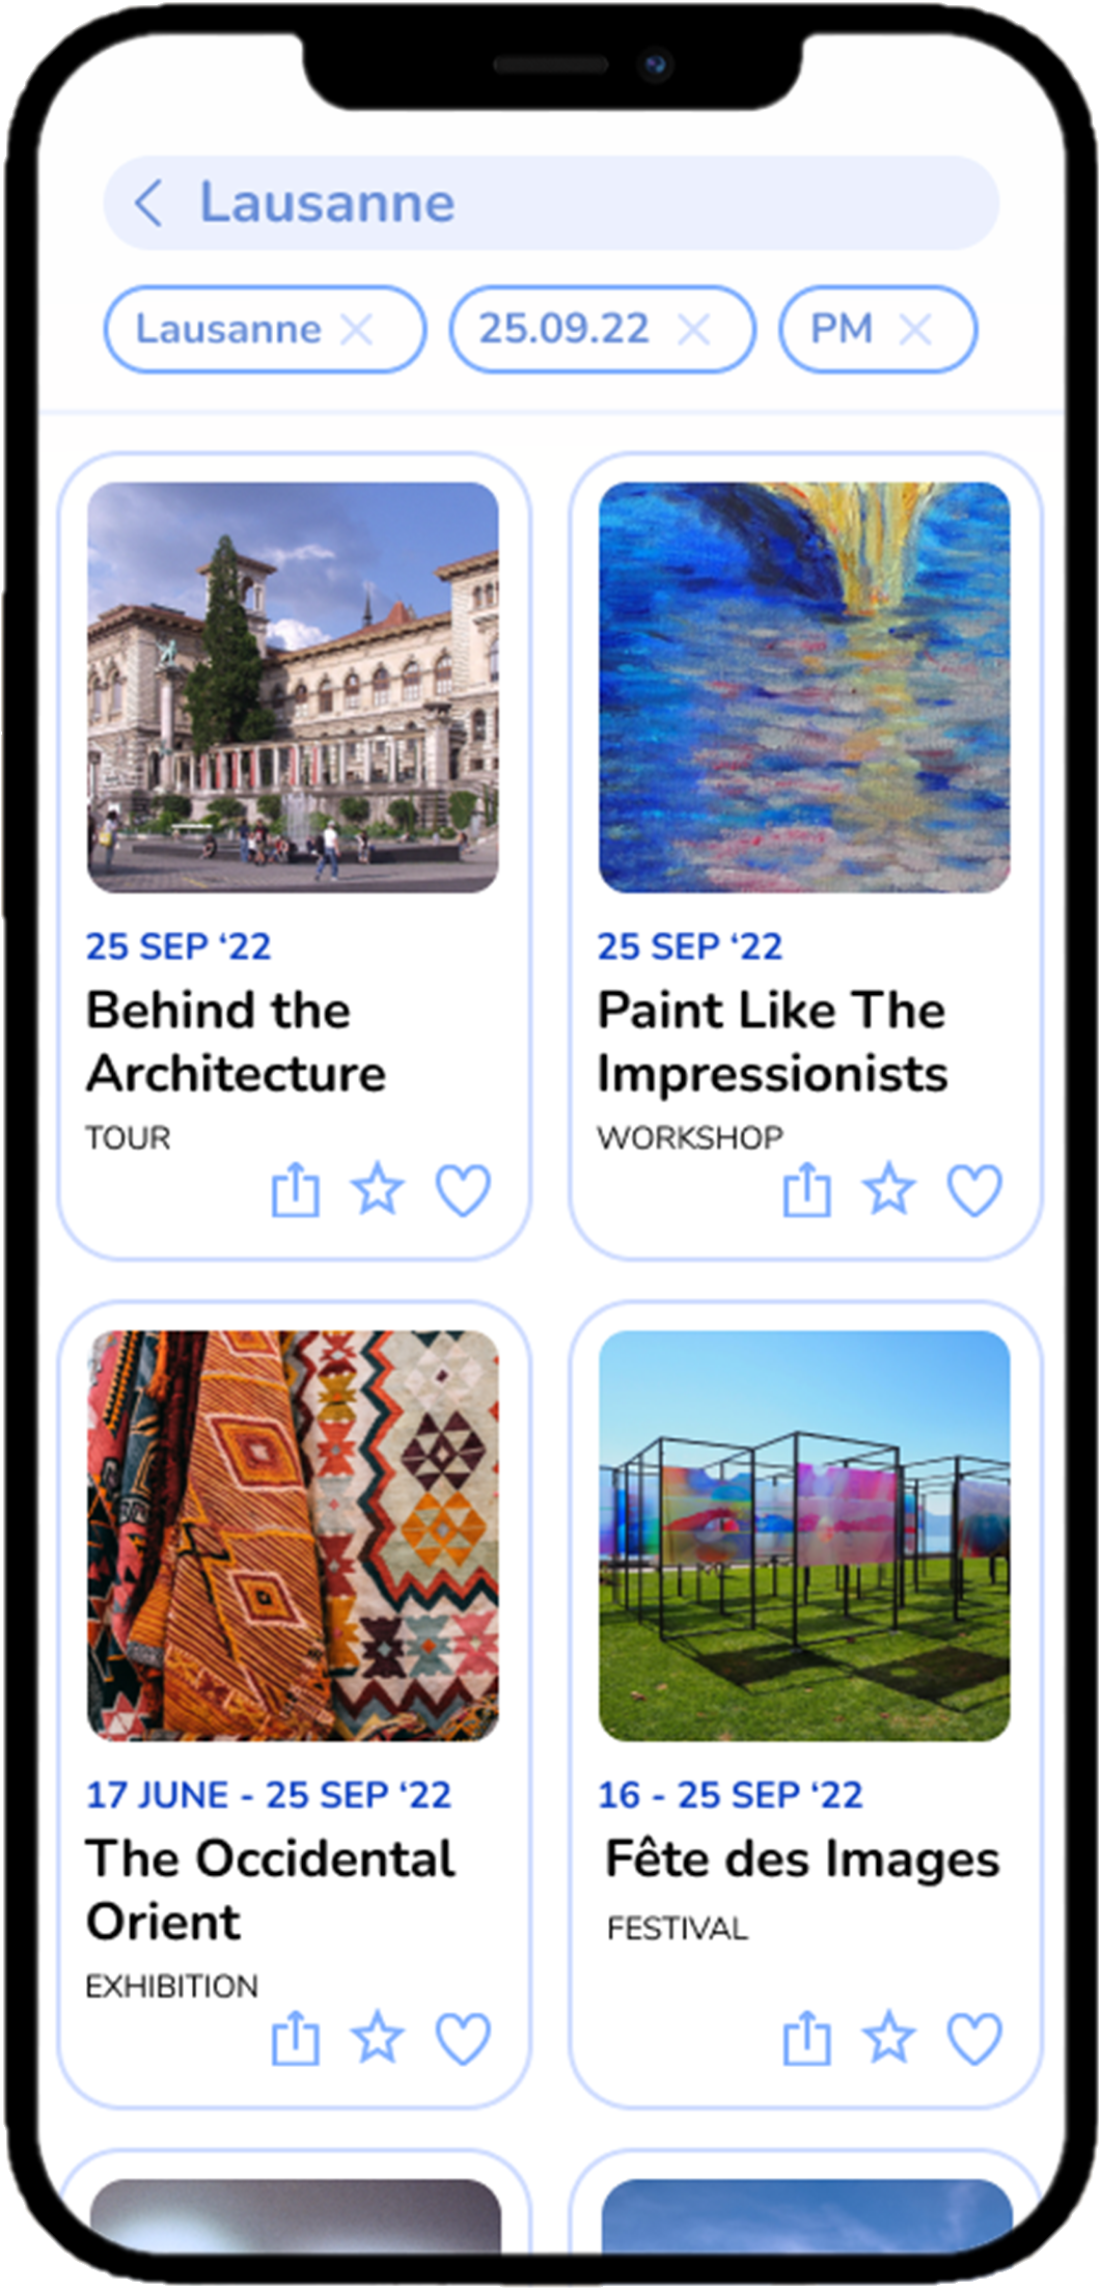 Lausanne
Lausanne
25.09.22
PM
25 SEP ‘22
Behind the
Architecture
TOUR
25 SEP ‘22
Paint Like The
Impressionists
WORKSHOP
17 JUNE - 25 SEP ‘22
The Occidental
Orient
EXHIBITION
16 - 25 SEP ‘22
Fête des Images
FESTIVAL